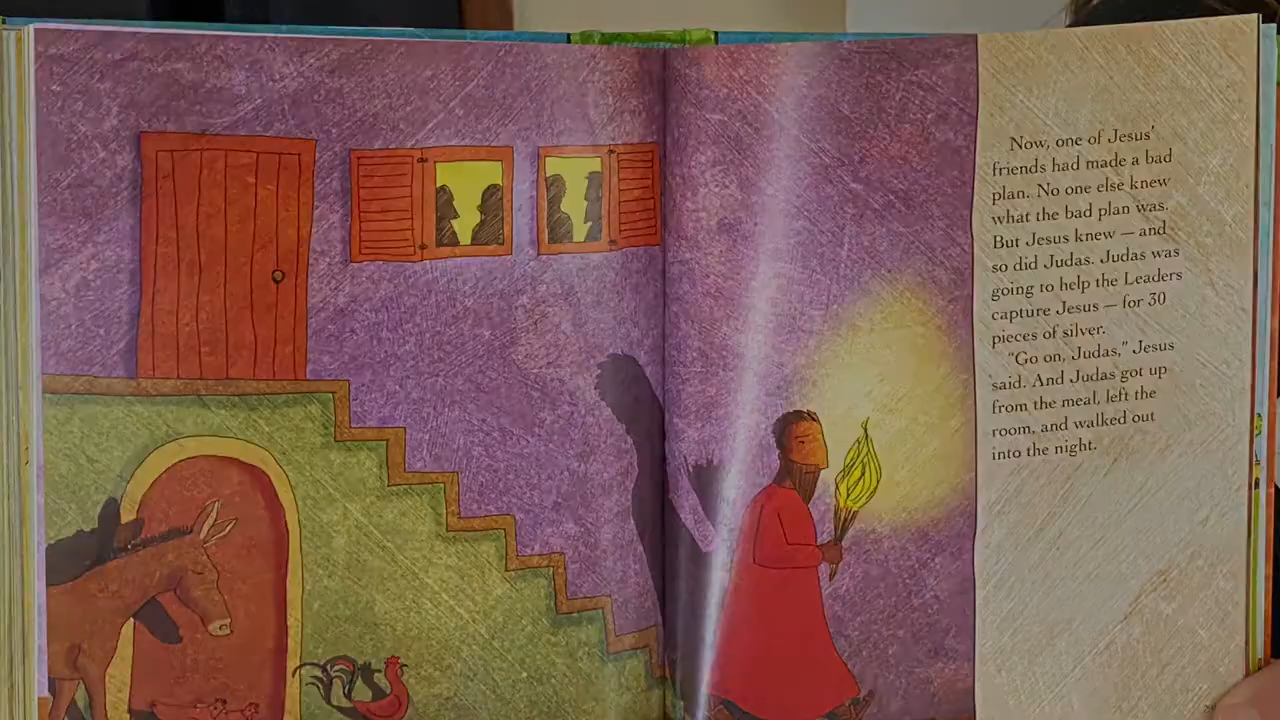 Now, one of Jesus'
friends had made a bad
plan. No one else knew
what the bad plan was.
But Jesus knew — and
so did Judas. Judas was
going to help the Leaders
capture Jesus — for 30
pieces of silver.
"Go on, Judas," Jesus
said. And Judas got up
from the meal, left the
room, and walked out
into the night.